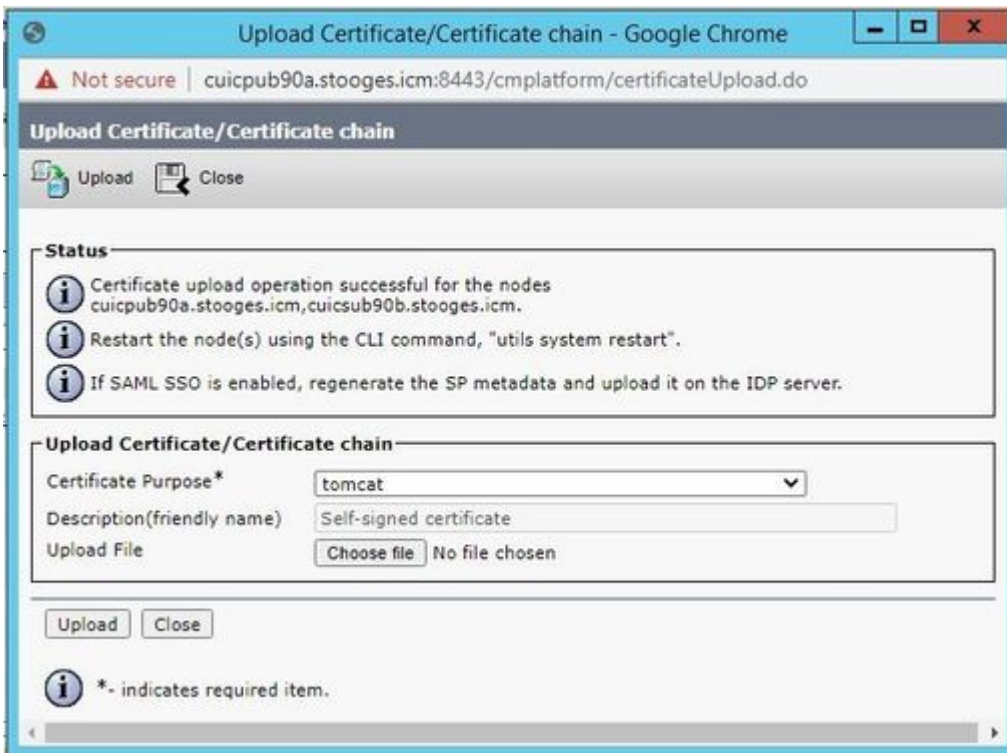 Upload Certificate/Certificate chain - Google Chrome
Not secure | cuicpub90a.stooges.icm:8443/cmplatform/certificateUpload.do
Upload Certificate/Certificate chain
Upload Close
Status
Certificate upload operation successful for the nodes
cuicpub90a.stooges.icm,cuicsub90b.stooges.icm.
Restart the node(s) using the CLI command, "utils system restart".
If SAML SSO is enabled, regenerate the SP metadata and upload it on the IDP server.
Upload Certificate/Certificate chain
Certificate Purpose* tomcat
Description(friendly name) Self-signed certificate
Upload File Choose file No file chosen
Upload Close
*- indicates required item.